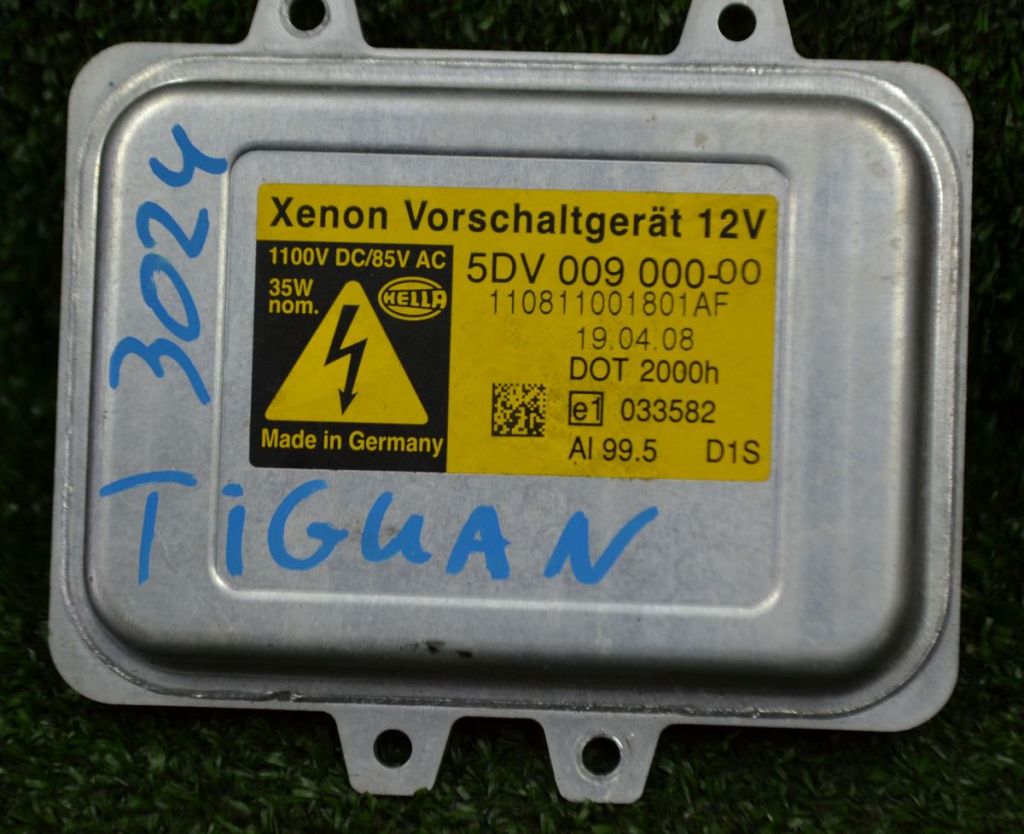 3024
Xenon Vorschaltgerät 12V
1100V DC/85V AC
35W
nom.
HELLA
Made in Germany
5DV 009 000-00
110811001801AF
19.04.08
DOT 2000h
e1 033582
Al 99.5 D1S
TiGUAN